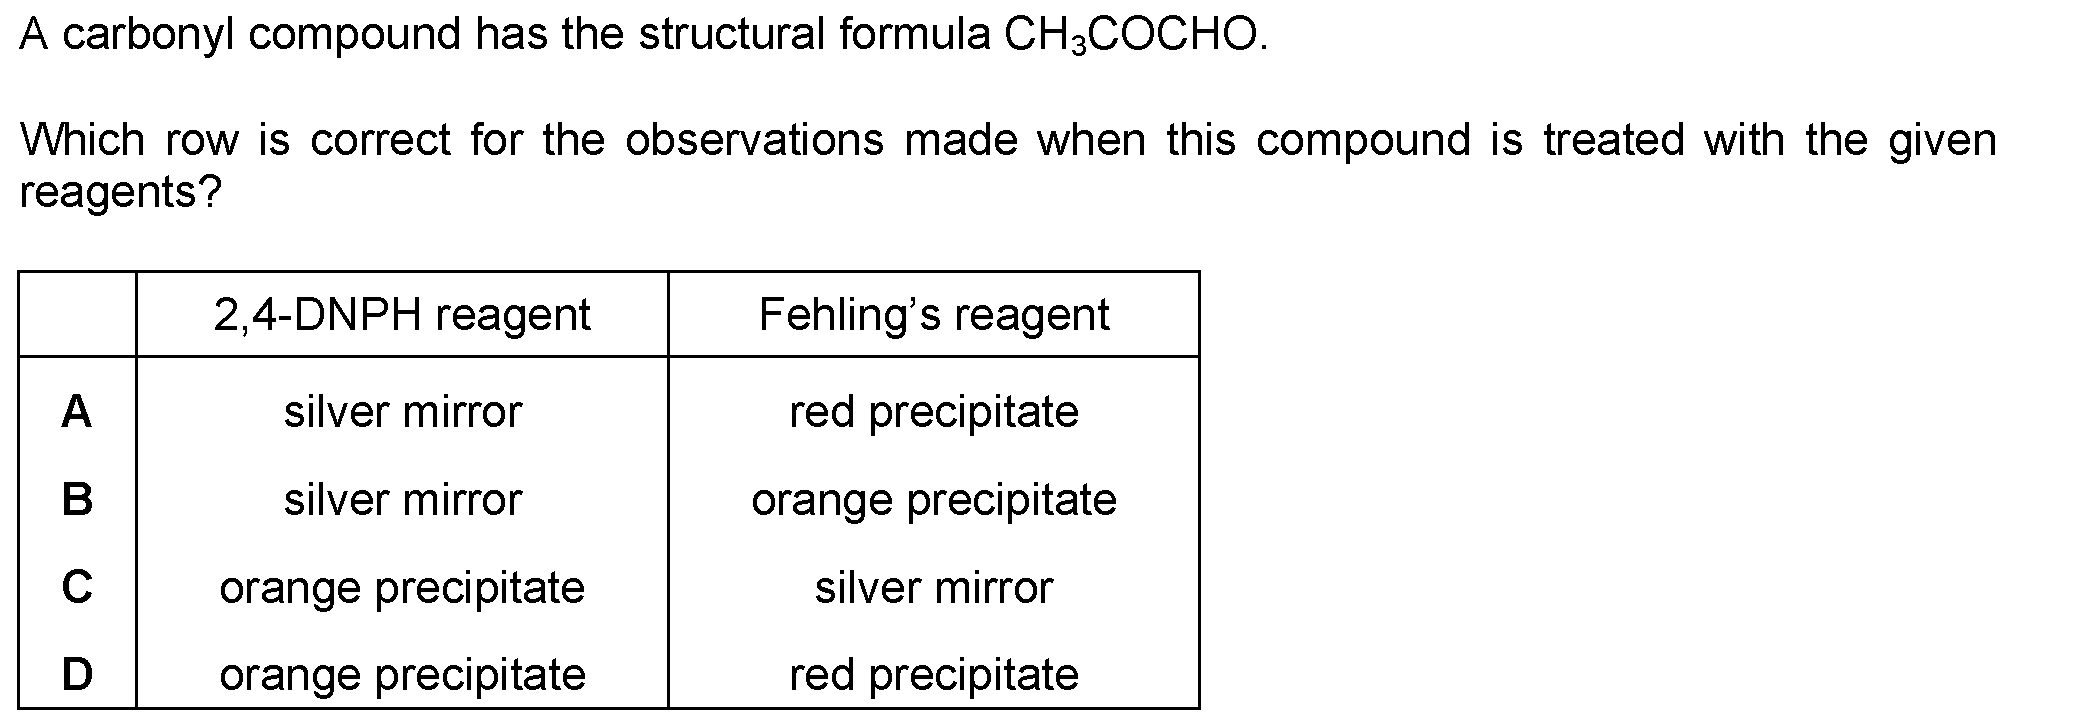 A carbonyl compound has the structural formula CH₃COCHO.
Which row is correct for the observations made when this compound is treated with the given
reagents?
2,4-DNPH reagent Fehling’s reagent
A silver mirror red precipitate
B silver mirror orange precipitate
C orange precipitate silver mirror
D orange precipitate red precipitate